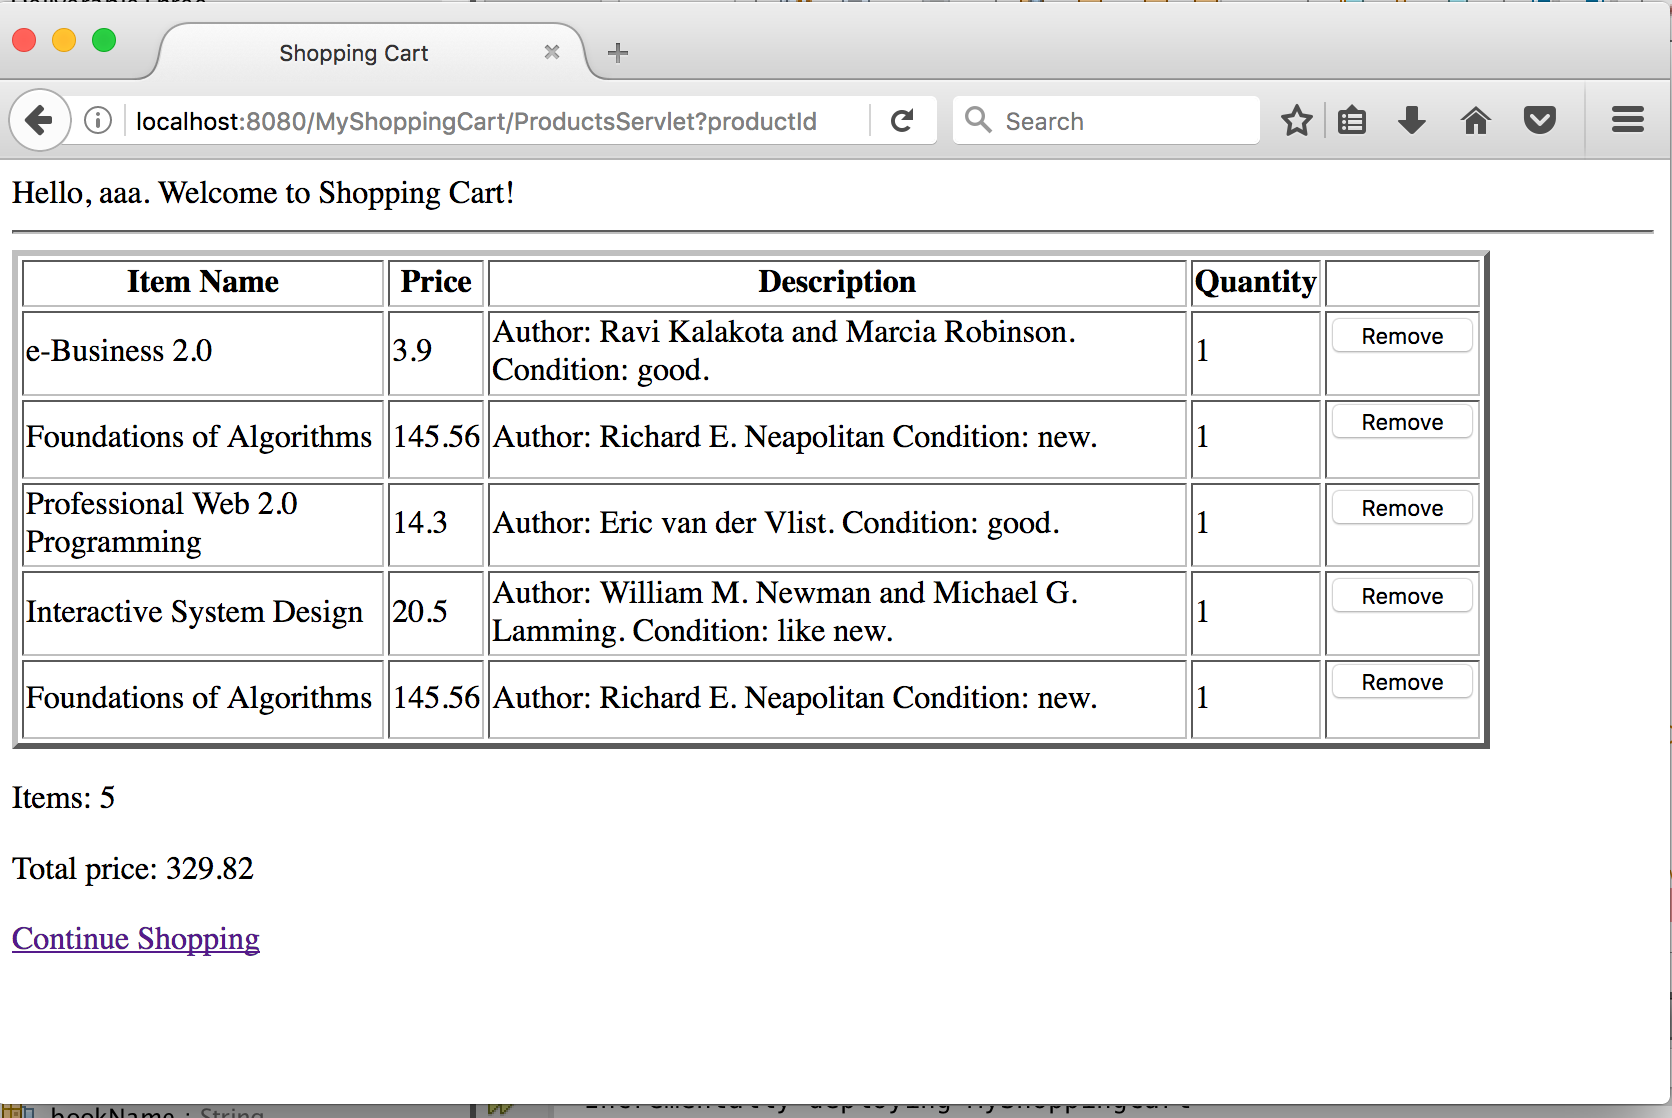 Shopping Cart
localhost:8080/MyShoppingCart/ProductsServlet?productId
Search
Hello, aaa. Welcome to Shopping Cart!
Item Name Price Description Quantity
e-Business 2.0 3.9 Author: Ravi Kalakota and Marcia Robinson. Condition: good. 1 Remove
Foundations of Algorithms 145.56 Author: Richard E. Neapolitan Condition: new. 1 Remove
Professional Web 2.0 Programming 14.3 Author: Eric van der Vlist. Condition: good. 1 Remove
Interactive System Design 20.5 Author: William M. Newman and Michael G. Lamming. Condition: like new. 1 Remove
Foundations of Algorithms 145.56 Author: Richard E. Neapolitan Condition: new. 1 Remove
Items: 5
Total price: 329.82
Continue Shopping
bookName : String